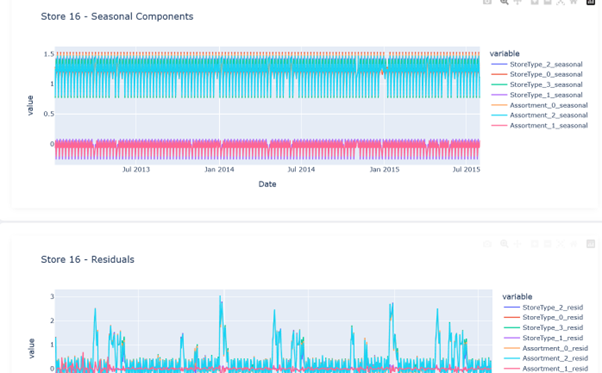 Store 16 - Seasonal Components
1.5
1
0.5
0
value
Jul 2013
Jan 2014
Jul 2014
Jan 2015
Jul 2015
Date
variable
StoreType_2_seasonal
StoreType_0_seasonal
StoreType_3_seasonal
StoreType_1_seasonal
Assortment_0_seasonal
Assortment_2_seasonal
Assortment_1_seasonal
Store 16 - Residuals
3
2
1
0
value
variable
StoreType_2_resid
StoreType_0_resid
StoreType_3_resid
StoreType_1_resid
Assortment_0_resid
Assortment_2_resid
Assortment_1_resid